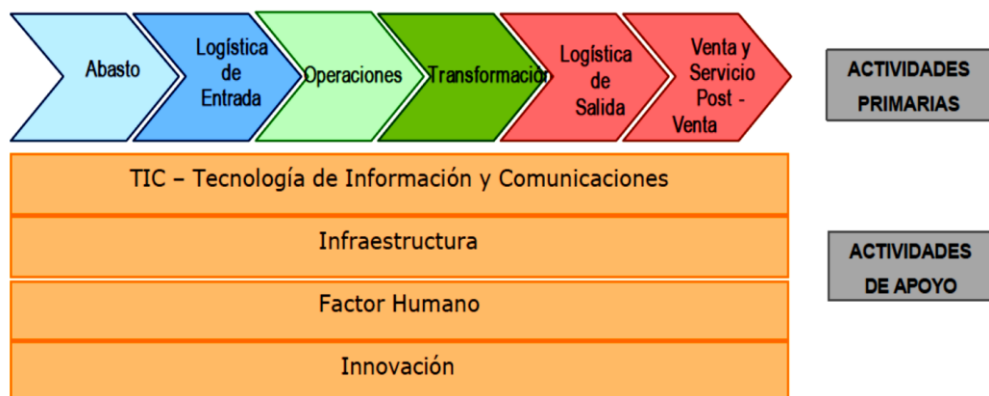 Abasto
Logística
de
Entrada
Operaciones
Transformación
Logística
de
Salida
Venta y
Servicio
Post -
Venta
ACTIVIDADES
PRIMARIAS
TIC – Tecnología de Información y Comunicaciones
Infraestructura
Factor Humano
Innovación
ACTIVIDADES
DE APOYO